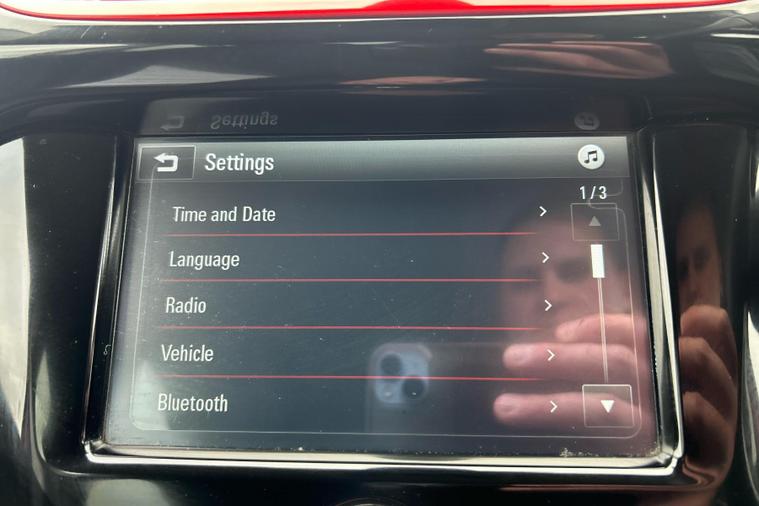 Settings
1/3
Time and Date
Language
Radio
Vehicle
Bluetooth